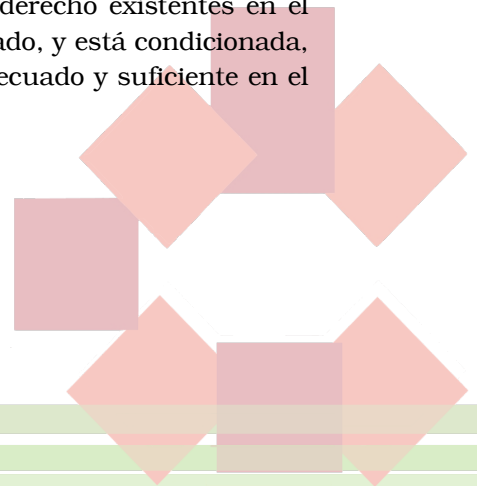 derecho existentes en el
ado, y está condicionada,
ecuado y suficiente en el